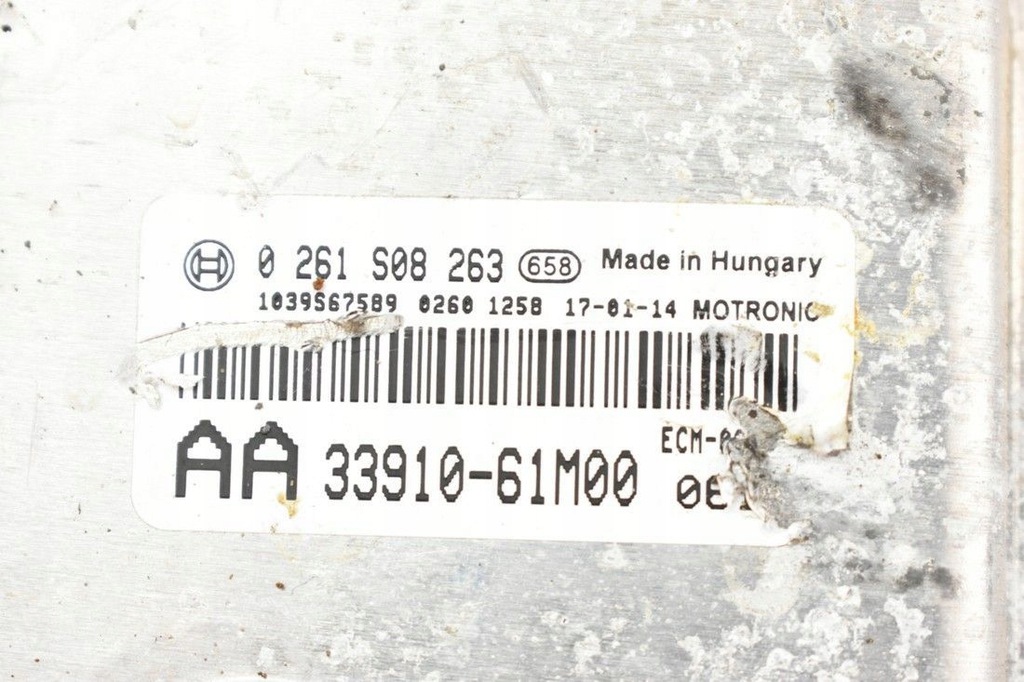 0 261 S08 263 658 Made in Hungary
1039S67589 0260 1258 17-01-14 MOTRONIC
AA 33910-61M00